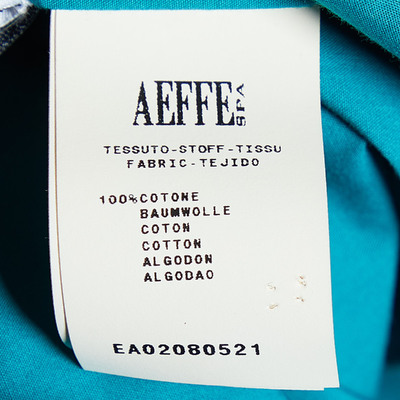 AEFFE SPA
TESSUTO-STOFF-TISSU
FABRIC-TEJIDO
100% COTONE
BAUMWOLLE
COTON
COTTON
ALGODON
ALGODAO
EA02080521